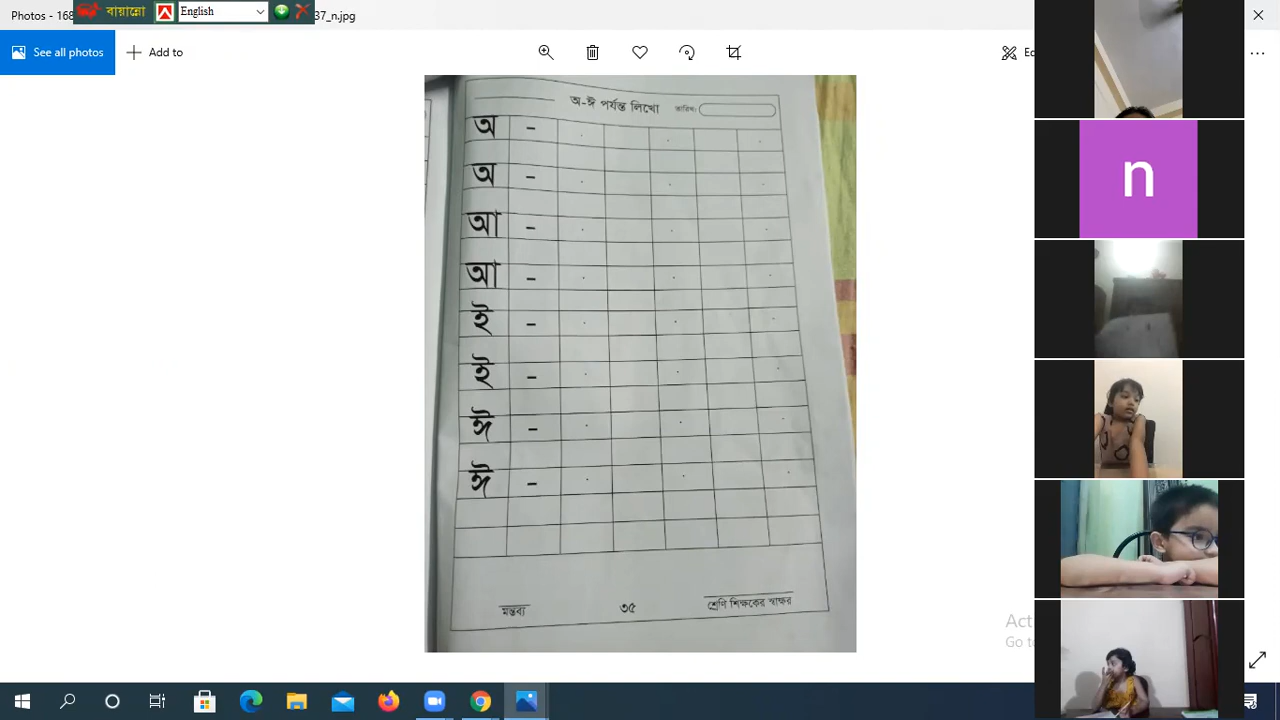 Photos - 168
37_n.jpg
বায়ান্নো
English
See all photos
Add to
অ-ঈ পর্যন্ত লিখো
তারিখ:
অ -
অ -
আ -
আ -
ই -
ই -
ঈ -
ঈ -
মন্তব্য
৩৫
শ্রেণি শিক্ষকের স্বাক্ষর
n
Act
Go to